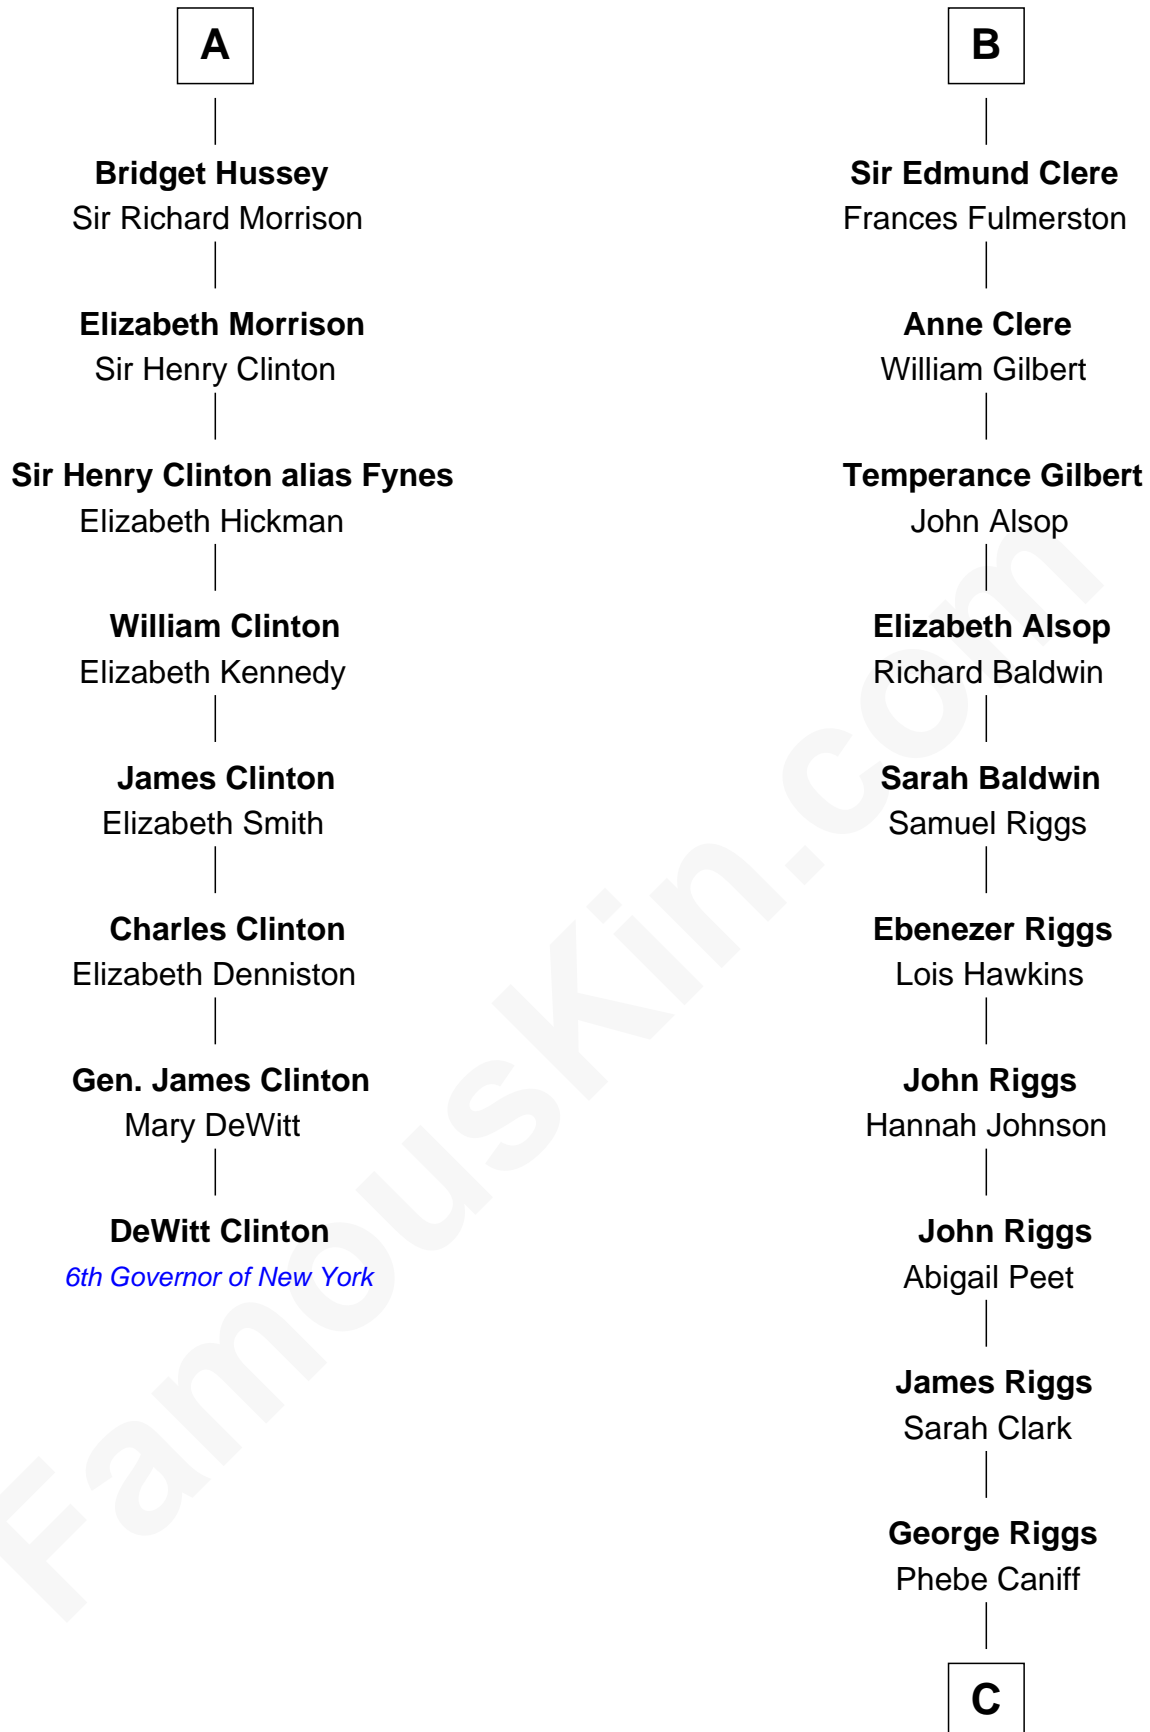 A
Bridget Hussey
Sir Richard Morrison
Elizabeth Morrison
Sir Henry Clinton
Sir Henry Clinton alias Fynes
Elizabeth Hickman
William Clinton
Elizabeth Kennedy
James Clinton
Elizabeth Smith
Charles Clinton
Elizabeth Denniston
Gen. James Clinton
Mary DeWitt
DeWitt Clinton
6th Governor of New York
B
Sir Edmund Clere
Frances Fulmerston
Anne Clere
William Gilbert
Temperance Gilbert
John Alsop
Elizabeth Alsop
Richard Baldwin
Sarah Baldwin
Samuel Riggs
Ebenezer Riggs
Lois Hawkins
John Riggs
Hannah Johnson
John Riggs
Abigail Peet
James Riggs
Sarah Clark
George Riggs
Phebe Caniff
C
FamousKin.com